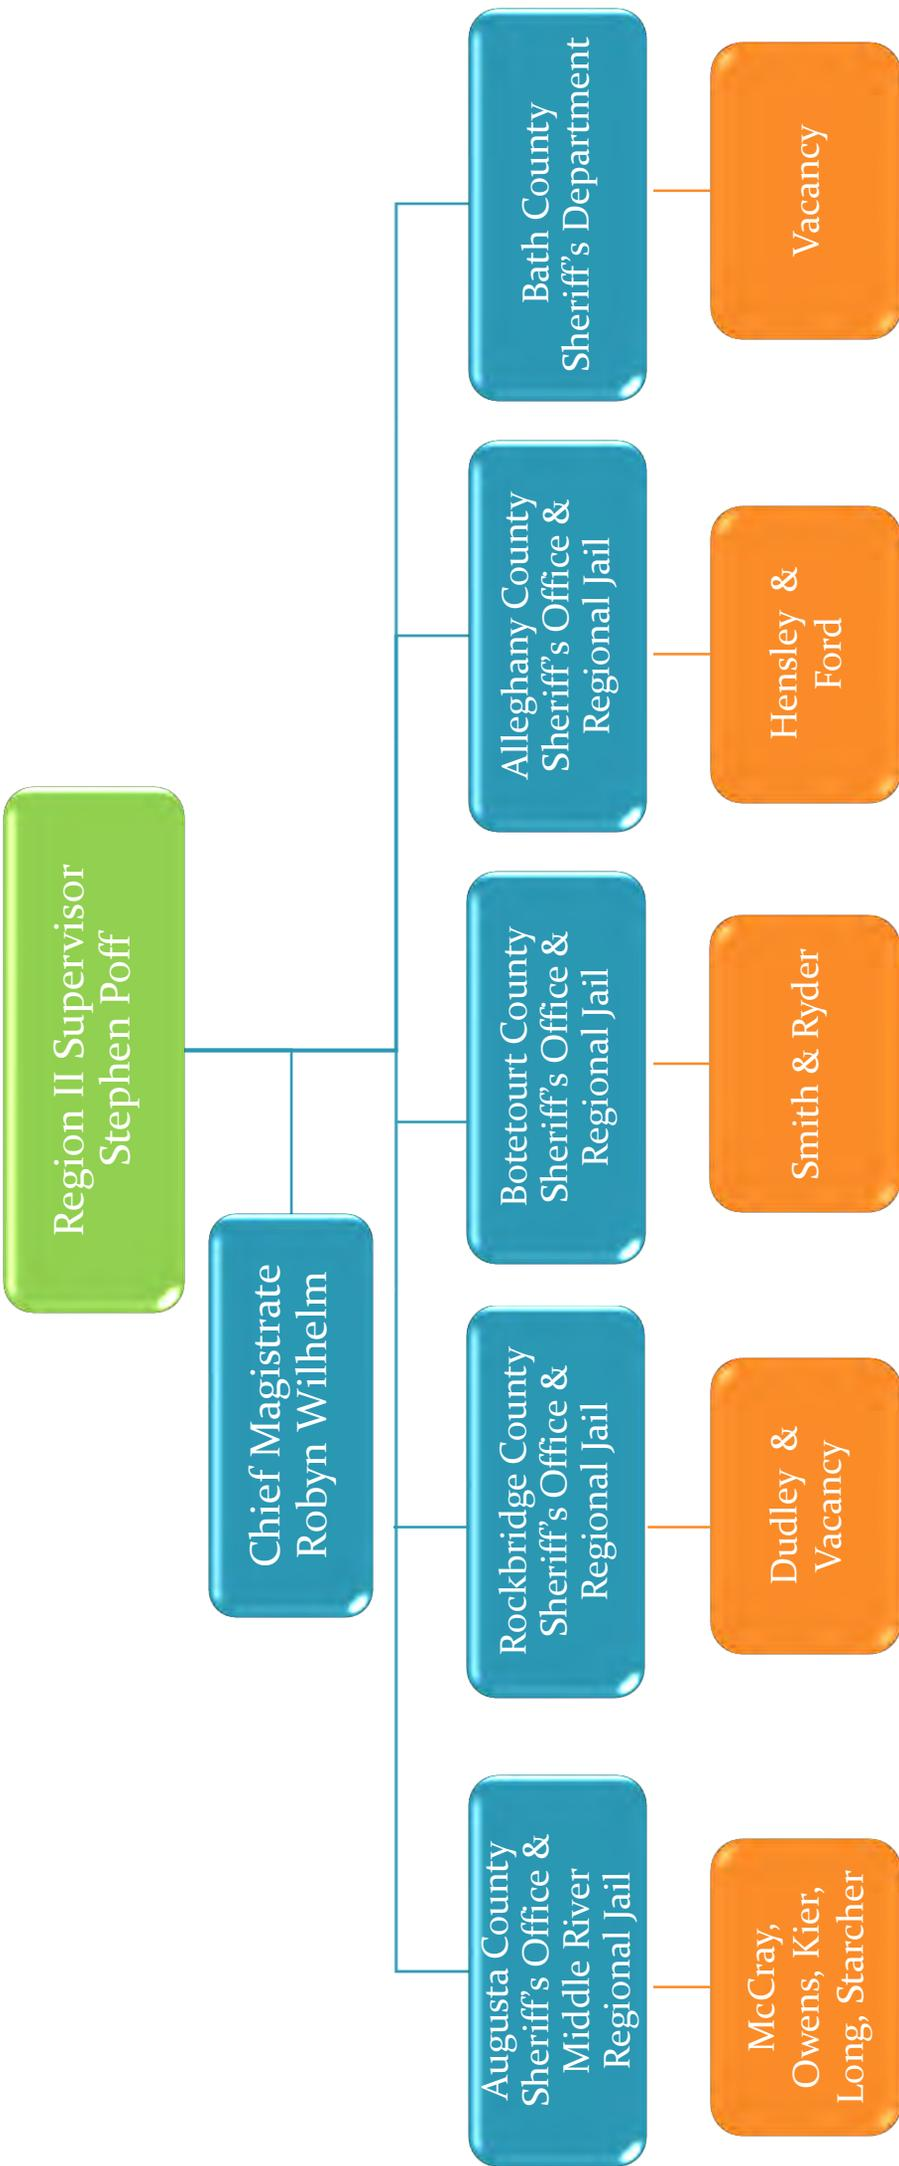 Region II Supervisor
Stephen Poff
Chief Magistrate
Robyn Wilhelm
Augusta County
Sheriff's Office &
Middle River
Regional Jail
Rockbridge County
Sheriff's Office &
Regional Jail
Botetourt County
Sheriff's Office &
Regional Jail
Alleghany County
Sheriff's Office &
Regional Jail
Bath County
Sheriff's Department
McCray,
Owens, Kier,
Long, Starcher
Dudley &
Vacancy
Smith & Ryder
Hensley &
Ford
Vacancy